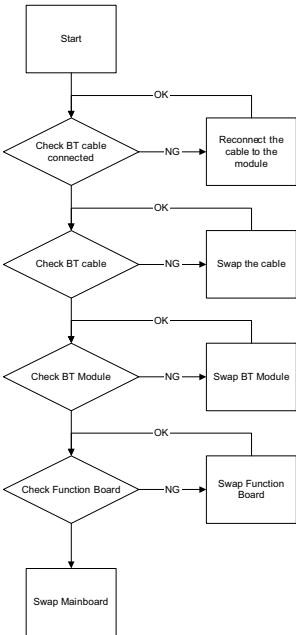 Start
OK
Check BT cable
connected
NG
Reconnect the
cable to the
module
OK
Check BT cable
NG
Swap the cable
OK
Check BT Module
NG
Swap BT Module
OK
Check Function Board
NG
Swap Function
Board
Swap Mainboard